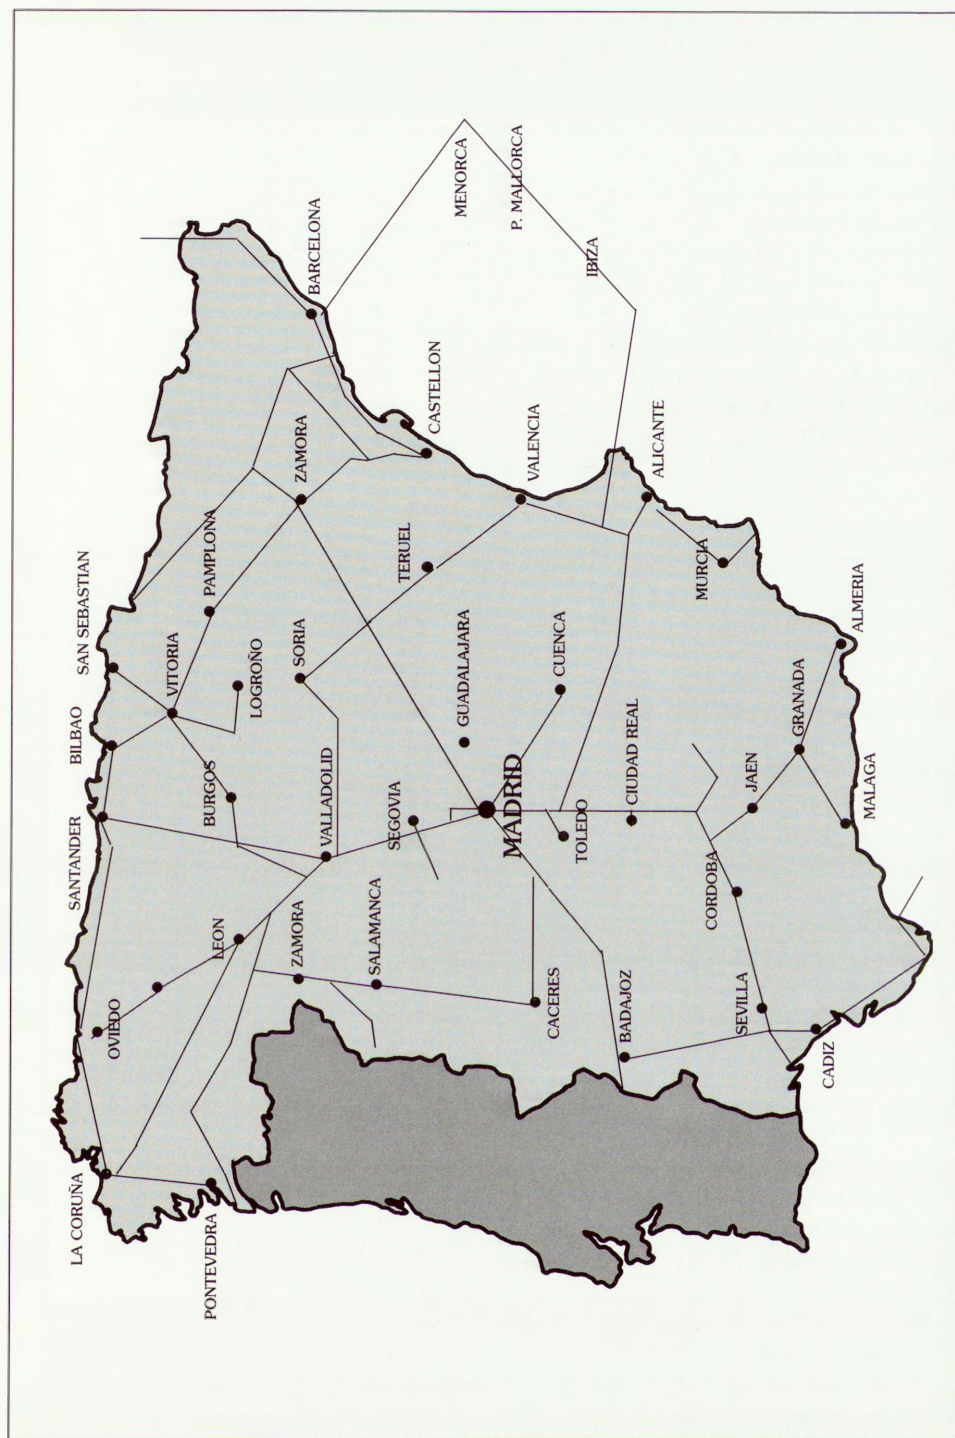 LA CORUÑA
OVIEDO
SANTANDER
BILBAO
SAN SEBASTIAN
PONTEVEDRA
LEON
BURGOS
VITORIA
PAMPLONA
LOGROÑO
ZAMORA
VALLADOLID
SORIA
ZAMORA
BARCELONA
SALAMANCA
SEGOVIA
GUADALAJARA
TERUEL
CASTELLON
MENORCA
P. MALLORCA
MADRID
CACERES
TOLEDO
CUENCA
VALENCIA
IBIZA
BADAJOZ
CIUDAD REAL
ALICANTE
CORDOBA
JAEN
MURCIA
SEVILLA
GRANADA
CADIZ
MALAGA
ALMERIA